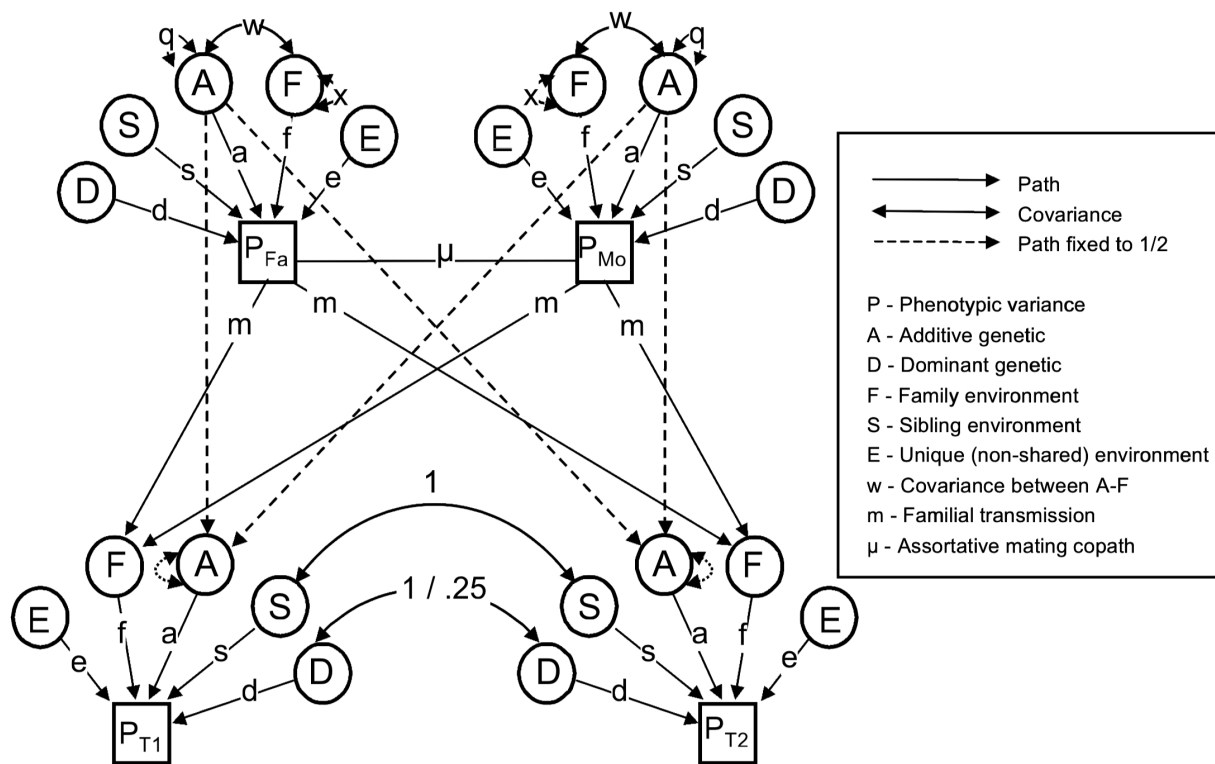 q w w q
A F F A
x x
S E E S
a f f a
s e e s
D D
d d
P Fa μ P Mo
m m m m
1
F A A F
1 / .25
E S S E
f a a f
e s s e
D D
d d
P T1 P T2
Path
Covariance
Path fixed to 1/2
P - Phenotypic variance
A - Additive genetic
D - Dominant genetic
F - Family environment
S - Sibling environment
E - Unique (non-shared) environment
w - Covariance between A-F
m - Familial transmission
μ - Assortative mating copath